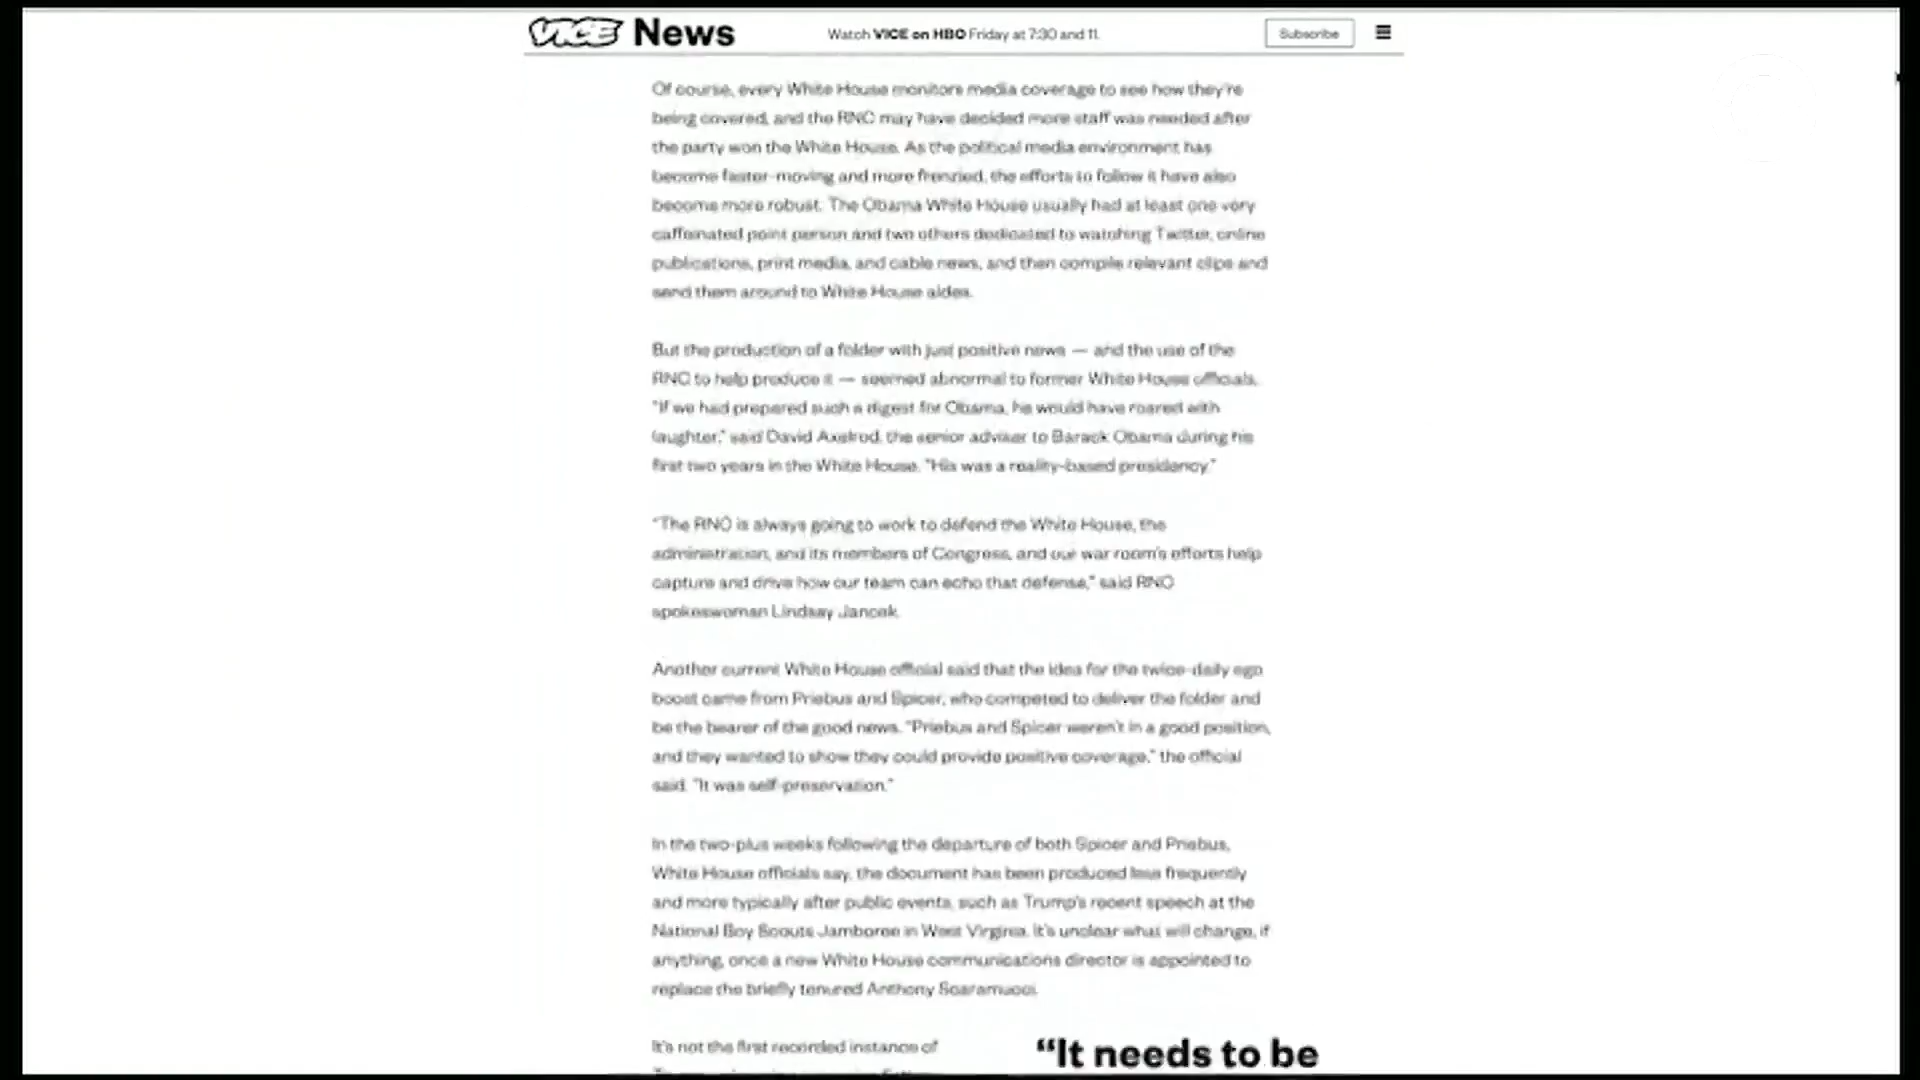 VICE News
Watch VICE on HBO Friday at 7:30 and 11.
Subscribe
Of course, every White House monitors media coverage to see how they're
being covered, and the RNC may have decided more staff was needed after
the party won the White House. As the political media environment has
become faster-moving and more frenzied, the efforts to follow it have also
become more robust. The Obama White House usually had at least one very
caffeinated point person and two others dedicated to watching Twitter, online
publications, print media, and cable news, and then compile relevant clips and
send them around to White House aides.
But the production of a folder with just positive news — and the use of the
RNC to help produce it — seemed abnormal to former White House officials.
"If we had prepared such a digest for Obama, he would have roared with
laughter," said David Axelrod, the senior adviser to Barack Obama during his
first two years in the White House. "His was a reality-based presidency."
"The RNC is always going to work to defend the White House, the
administration, and its members of Congress, and our war room's efforts help
capture and drive how our team can echo that defense," said RNC
spokeswoman Lindsay Jancek.
Another current White House official said that the idea for the twice-daily ego
boost came from Priebus and Spicer, who competed to deliver the folder and
be the bearer of the good news. "Priebus and Spicer weren't in a good position,
and they wanted to show they could provide positive coverage," the official
said. "It was self-preservation."
In the two-plus weeks following the departure of both Spicer and Priebus,
White House officials say, the document has been produced less frequently
and more typically after public events, such as Trump's recent speech at the
National Boy Scouts Jamboree in West Virginia. It's unclear what will change, if
anything, once a new White House communications director is appointed to
replace the briefly tenured Anthony Scaramucci.
It's not the first recorded instance of
“It needs to be